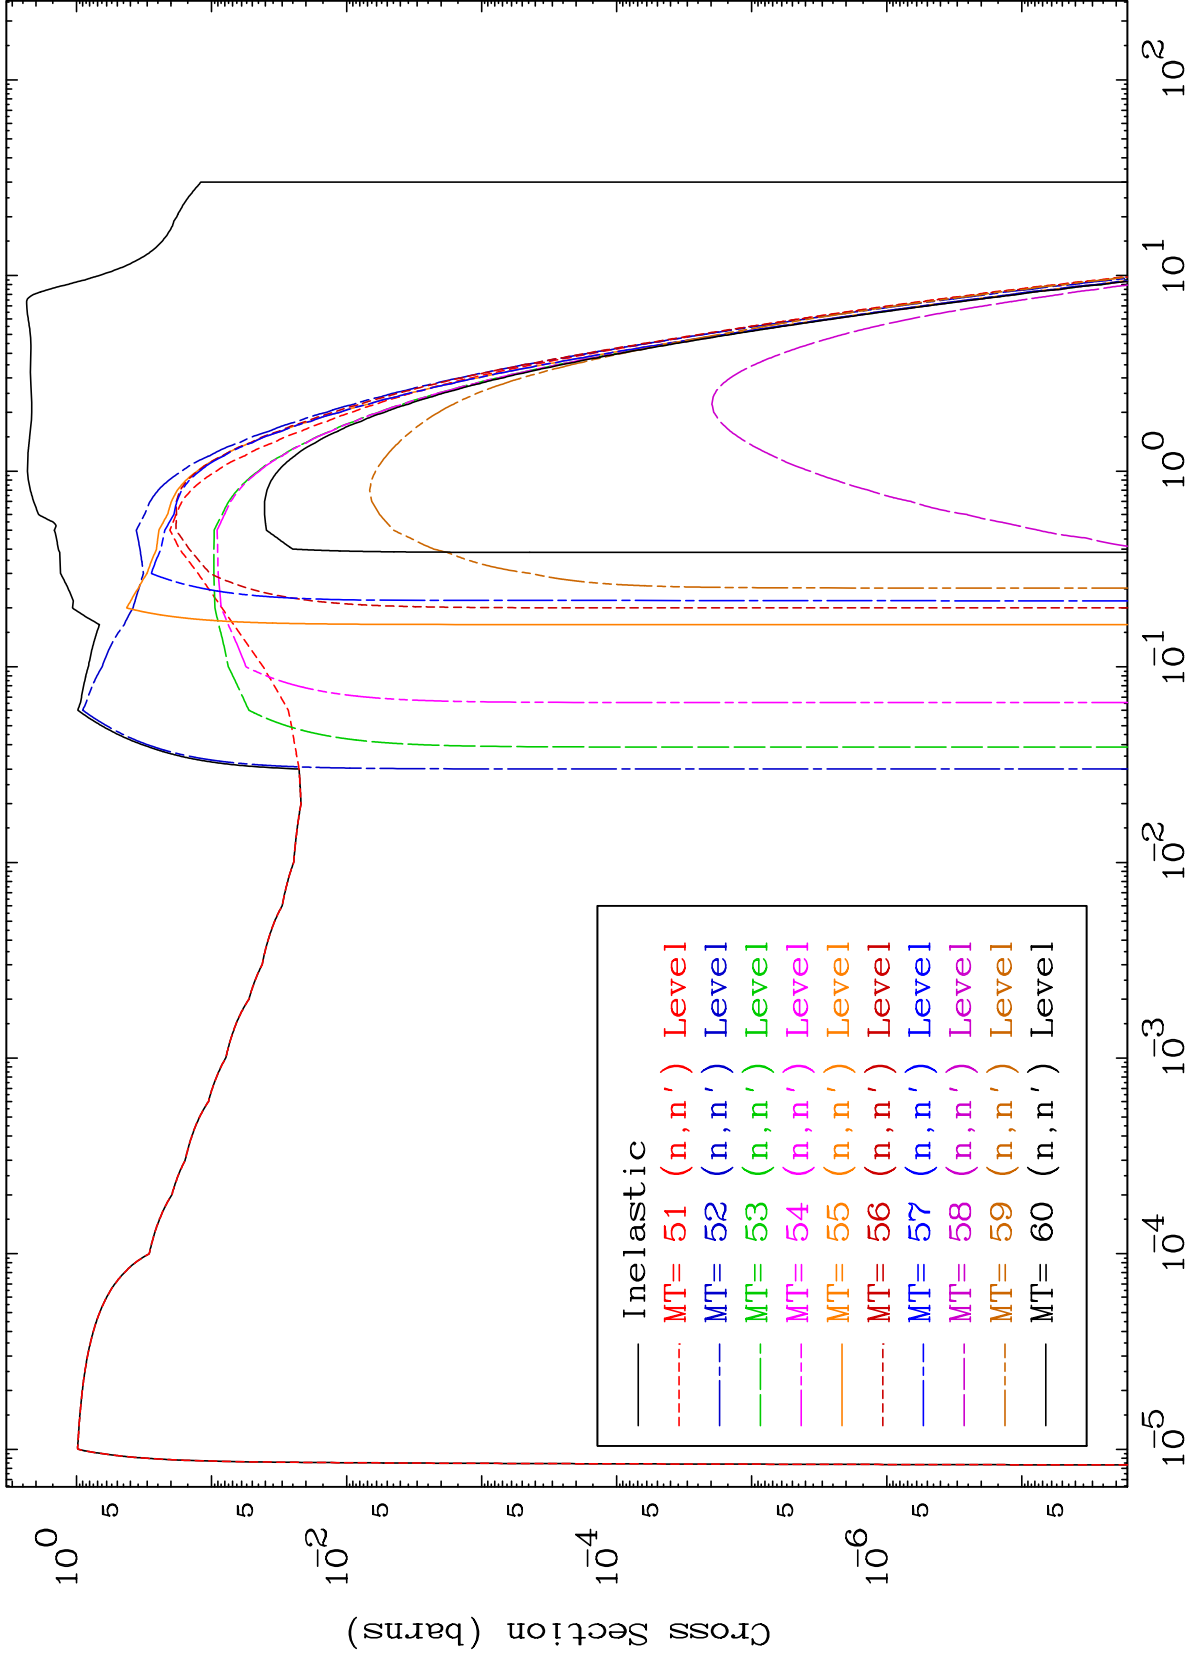 Cross Section (barns)
10^0
5
5
10^-2
5
5
10^-4
5
5
10^-6
5
5
10^-5
10^-4
10^-3
10^-2
10^-1
10^0
10^1
10^2
Inelastic
MT= 51 (n,n') Level
MT= 52 (n,n') Level
MT= 53 (n,n') Level
MT= 54 (n,n') Level
MT= 55 (n,n') Level
MT= 56 (n,n') Level
MT= 57 (n,n') Level
MT= 58 (n,n') Level
MT= 59 (n,n') Level
MT= 60 (n,n') Level